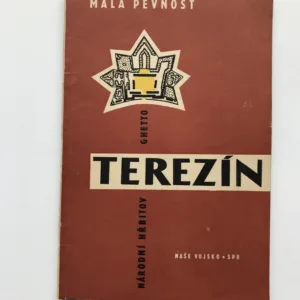 MALÁ PEVNOST
GHETTO
TEREZÍN
NÁRODNÍ HŘBITOV
NAŠE VOJSKO • SPB